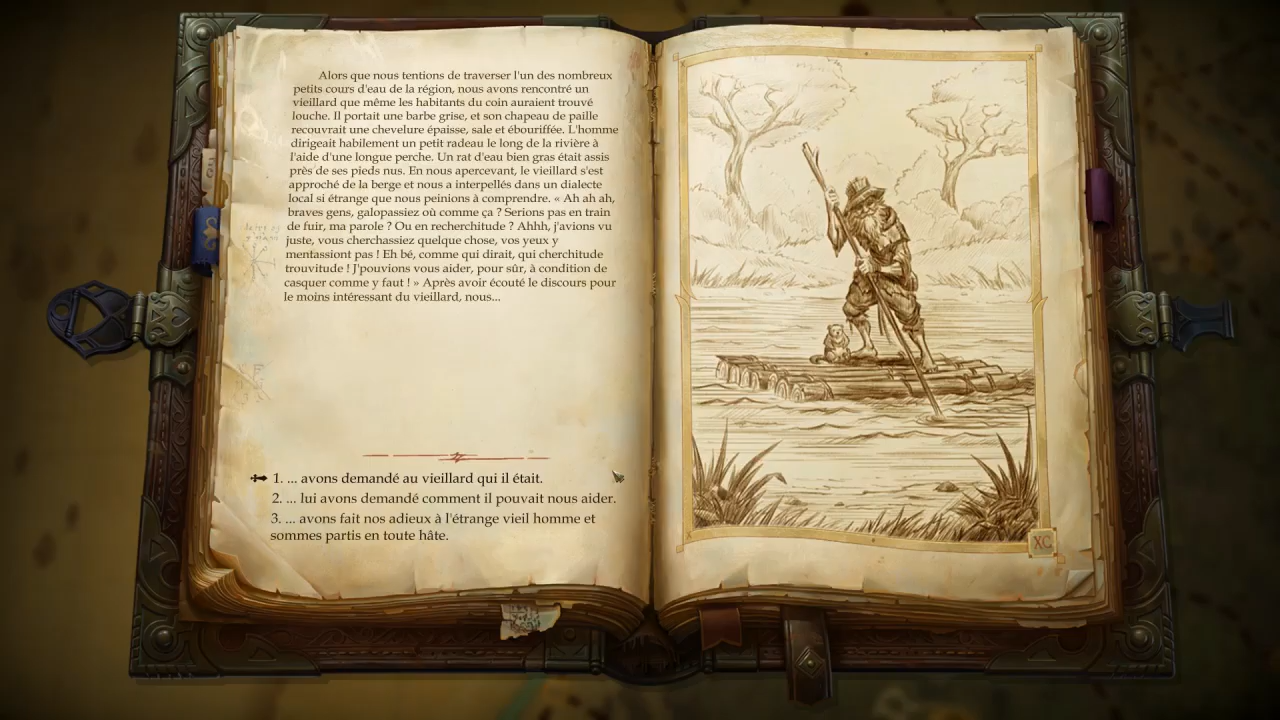 Alors que nous tentions de traverser l'un des nombreux
petits cours d'eau de la région, nous avons rencontré un
vieillard que même les habitants du coin auraient trouvé
louche. Il portait une barbe grise, et son chapeau de paille
recouvrait une chevelure épaisse, sale et ébouriffée. L'homme
dirigeait habilement un petit radeau le long de la rivière à
l'aide d'une longue perche. Un rat d'eau bien gras était assis
près de ses pieds nus. En nous apercevant, le vieillard s'est
approché de la berge et nous a interpellés dans un dialecte
local si étrange que nous peinions à comprendre. « Ah ah ah,
braves gens, galopassiez où comme ça ? Serions pas en train
de fuir, ma parole ? Ou en recherchitude ? Ahhh, j'avions vu
juste, vous cherchassiez quelque chose, vos yeux y
mentassiont pas ! Eh bé, comme qui dirait, qui cherchitude
trouvitude ! J'pouvions vous aider, pour sûr, à condition de
casquer comme y faut ! » Après avoir écouté le discours pour
le moins intéressant du vieillard, nous...
1. ... avons demandé au vieillard qui il était.
2. ... lui avons demandé comment il pouvait nous aider.
3. ... avons fait nos adieux à l'étrange vieil homme et
sommes partis en toute hâte.
XC